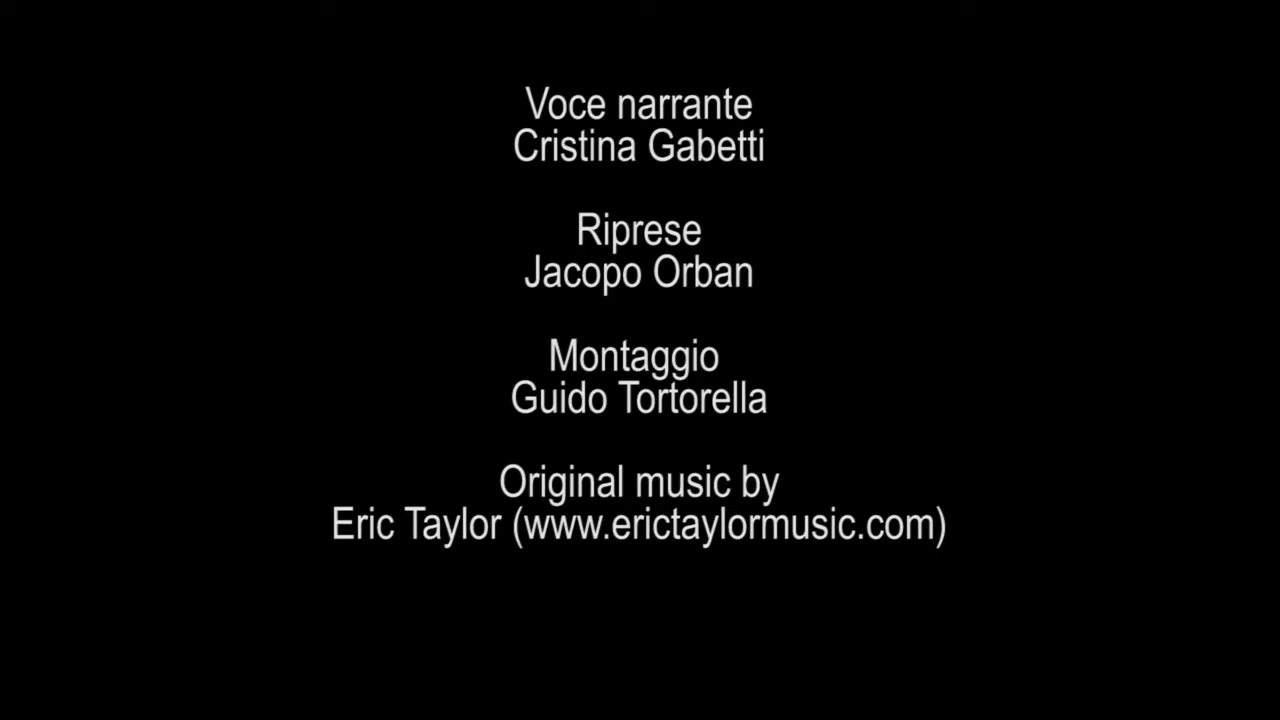 Voce narrante
Cristina Gabetti
Riprese
Jacopo Orban
Montaggio
Guido Tortorella
Original music by
Eric Taylor (www.erictaylormusic.com)